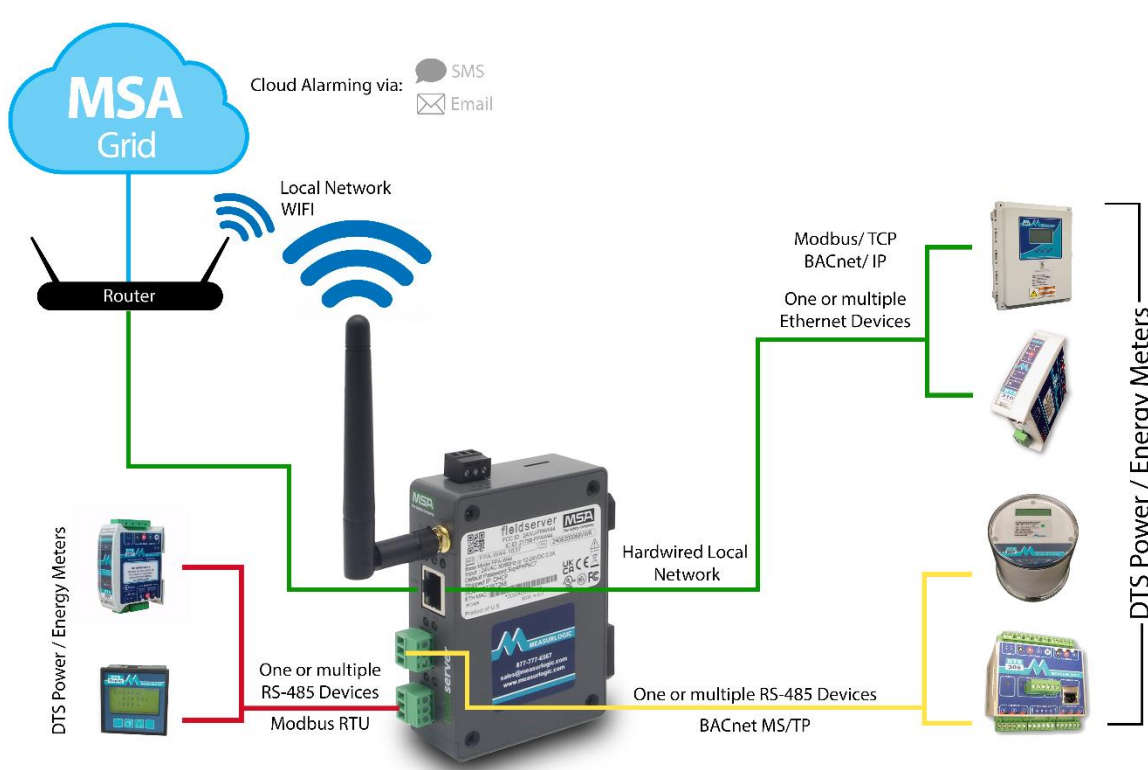 MSA
Grid
Cloud Alarming via:
SMS
Email
Local Network
WIFI
Router
Modbus/ TCP
BACnet/ IP
One or multiple
Ethernet Devices
DTS Power / Energy Meters
MSA
fieldserver
MSA
Hardwired Local
Network
MEASURLOGIC
877-777-6567
sales@measurlogic.com
www.measurlogic.com
server
DTS Power / Energy Meters
One or multiple
RS-485 Devices
Modbus RTU
One or multiple RS-485 Devices
BACnet MS/TP